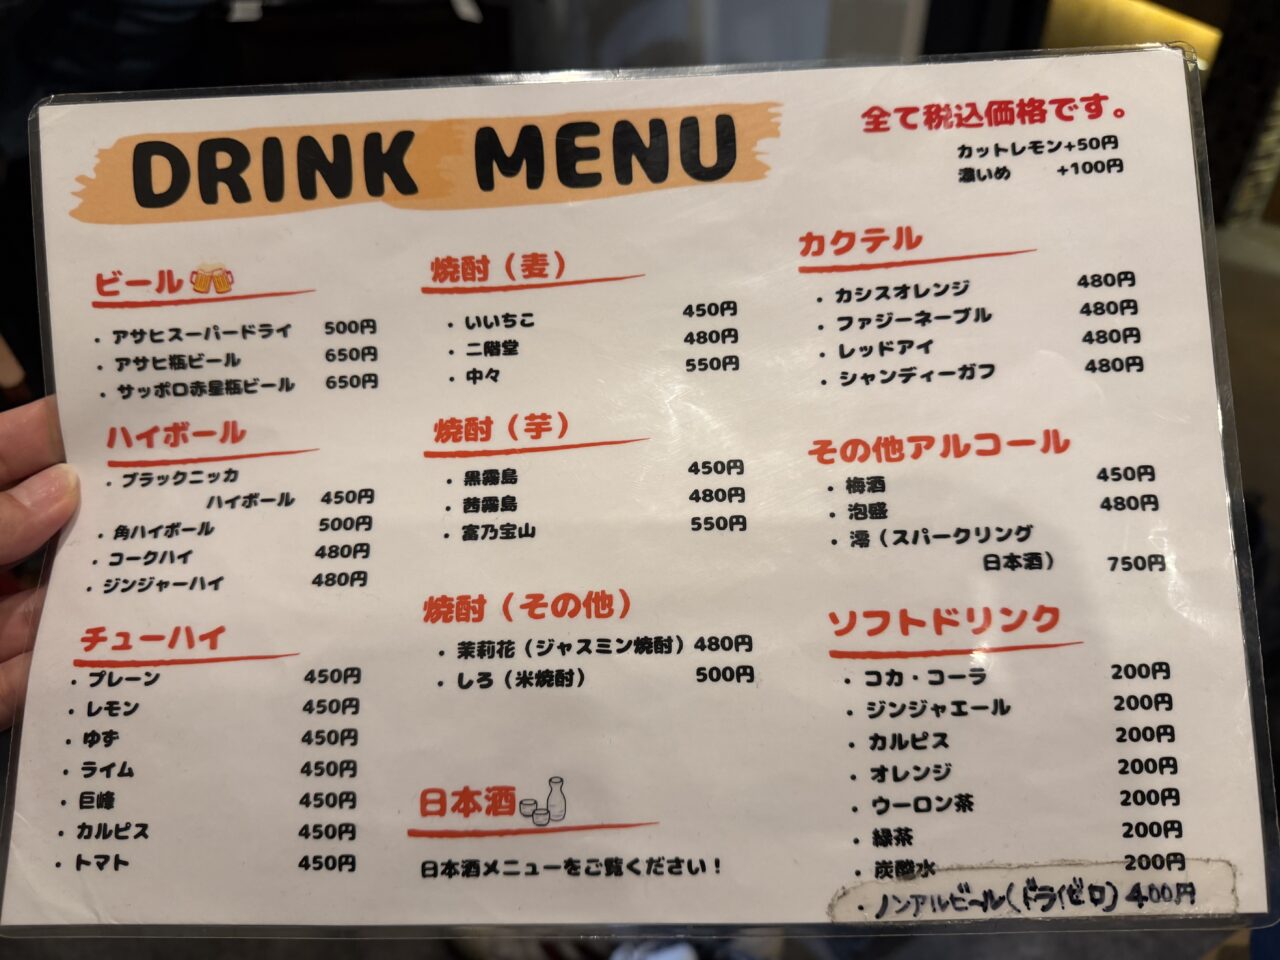 DRINK MENU
全て税込価格です。
カットレモン+50円
濃いめ +100円
ビール
・アサヒスーパードライ 500円
・アサヒ瓶ビール 650円
・サッポロ赤星瓶ビール 650円
ハイボール
・ブラックニッカ
ハイボール 450円
・角ハイボール 500円
・コークハイ 480円
・ジンジャーハイ 480円
チューハイ
・プレーン 450円
・レモン 450円
・ゆず 450円
・ライム 450円
・巨峰 450円
・カルピス 450円
・トマト 450円
焼酎（麦）
・いいちこ 450円
・二階堂 480円
・中々 550円
焼酎（芋）
・黒霧島 450円
・茜霧島 480円
・富乃宝山 550円
焼酎（その他）
・茉莉花（ジャスミン焼酎）480円
・しろ（米焼酎） 500円
日本酒
日本酒メニューをご覧ください！
カクテル
・カシスオレンジ 480円
・ファジーネーブル 480円
・レッドアイ 480円
・シャンディーガフ 480円
その他アルコール
・梅酒 450円
・泡盛 480円
・澪（スパークリング
日本酒） 750円
ソフトドリンク
・コカ・コーラ 200円
・ジンジャエール 200円
・カルピス 200円
・オレンジ 200円
・ウーロン茶 200円
・緑茶 200円
・炭酸水 200円
・ノンアルビール(ドライゼロ) 400円